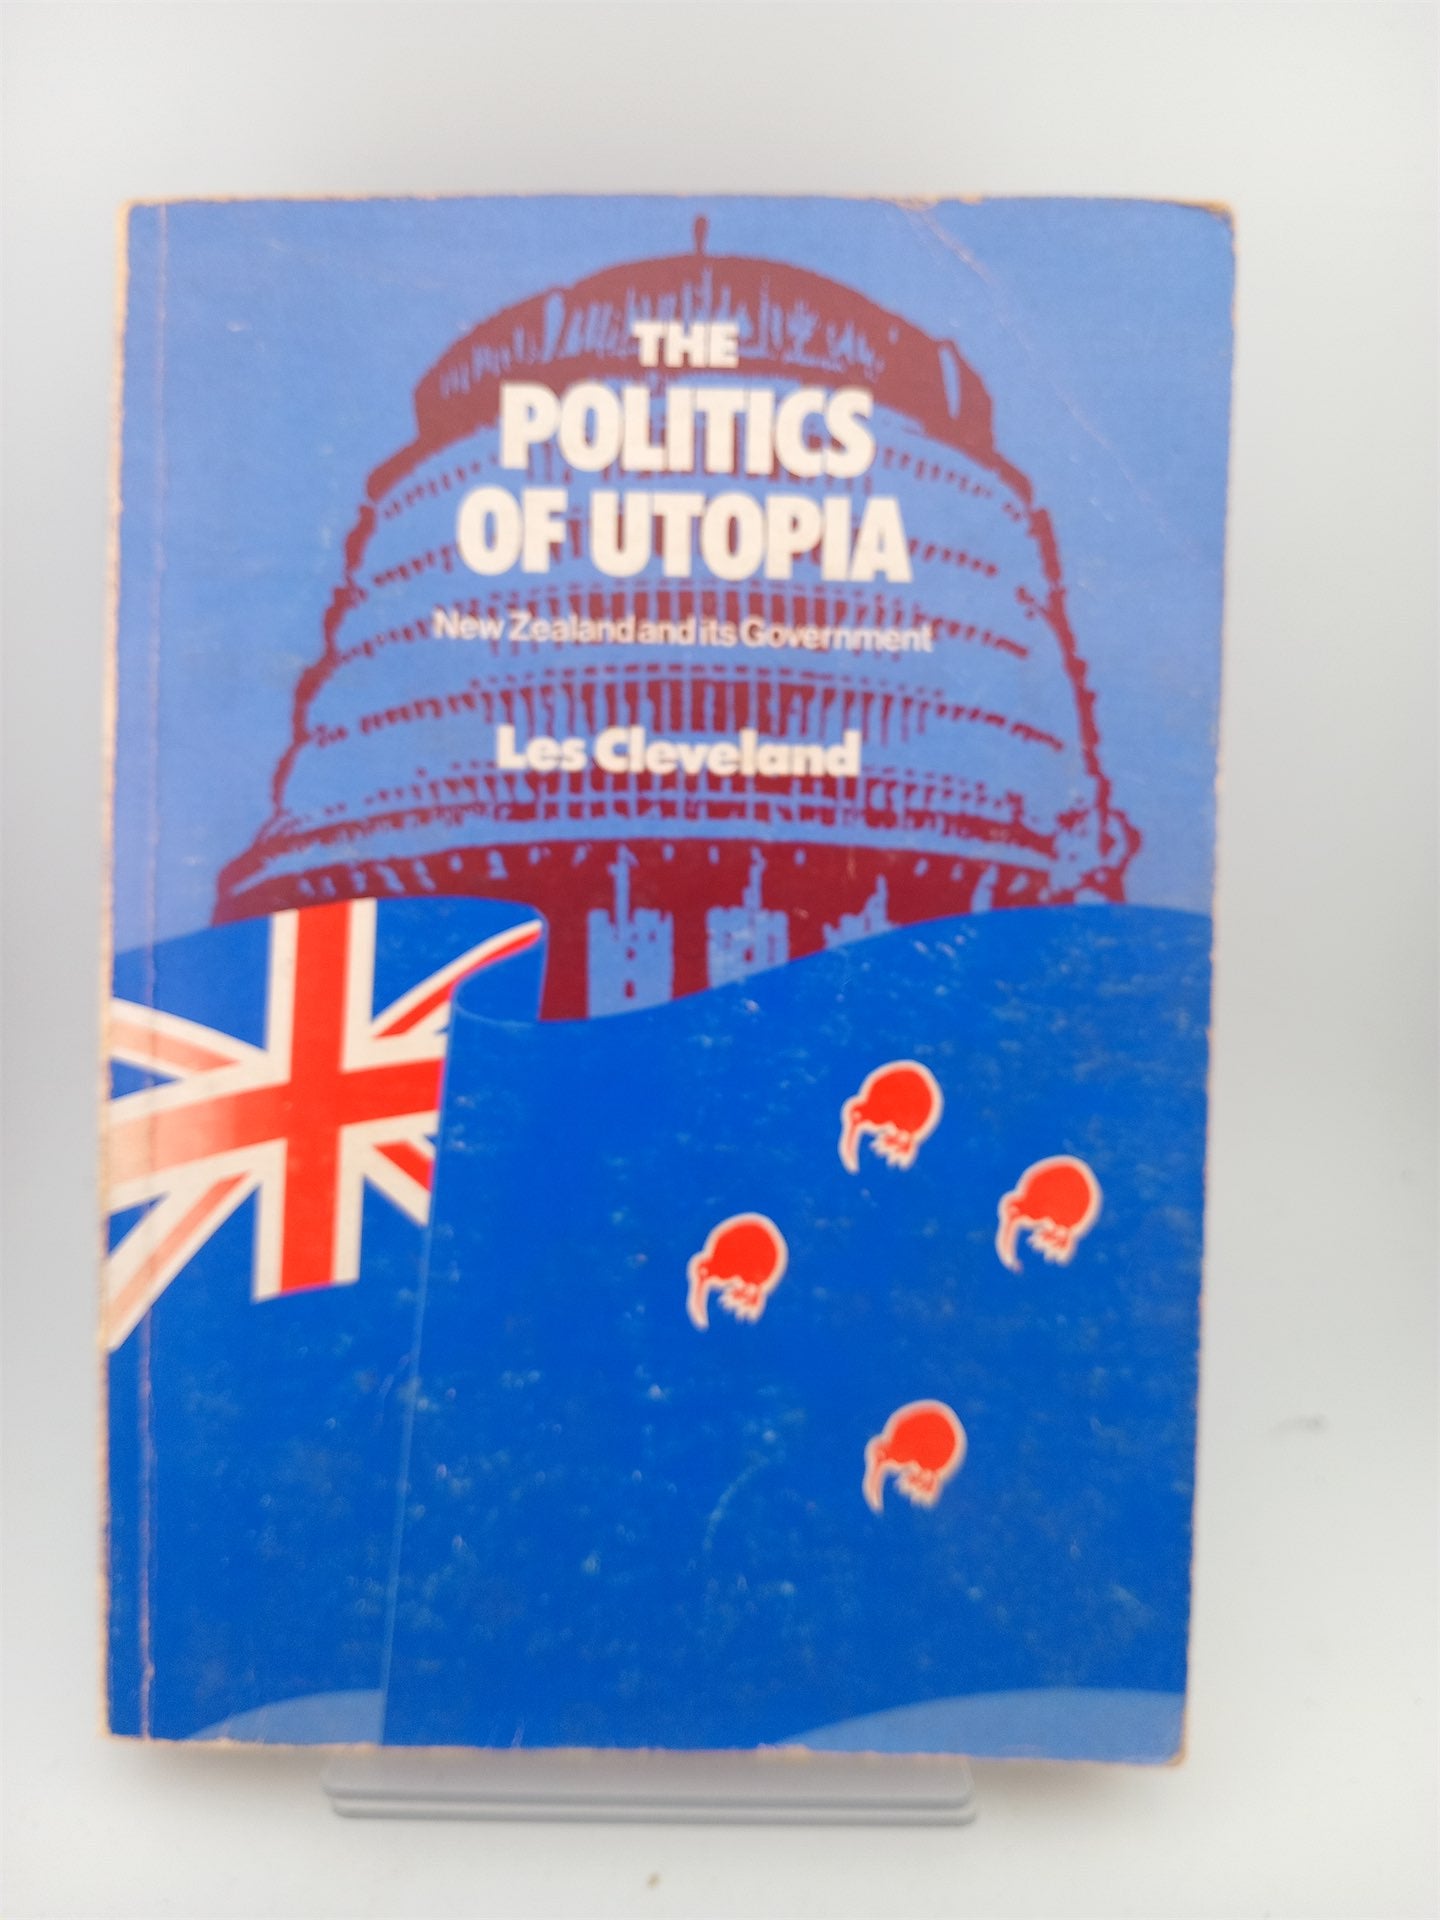 THE
POLITICS
OF UTOPIA
New Zealand and its Government
Les Cleveland